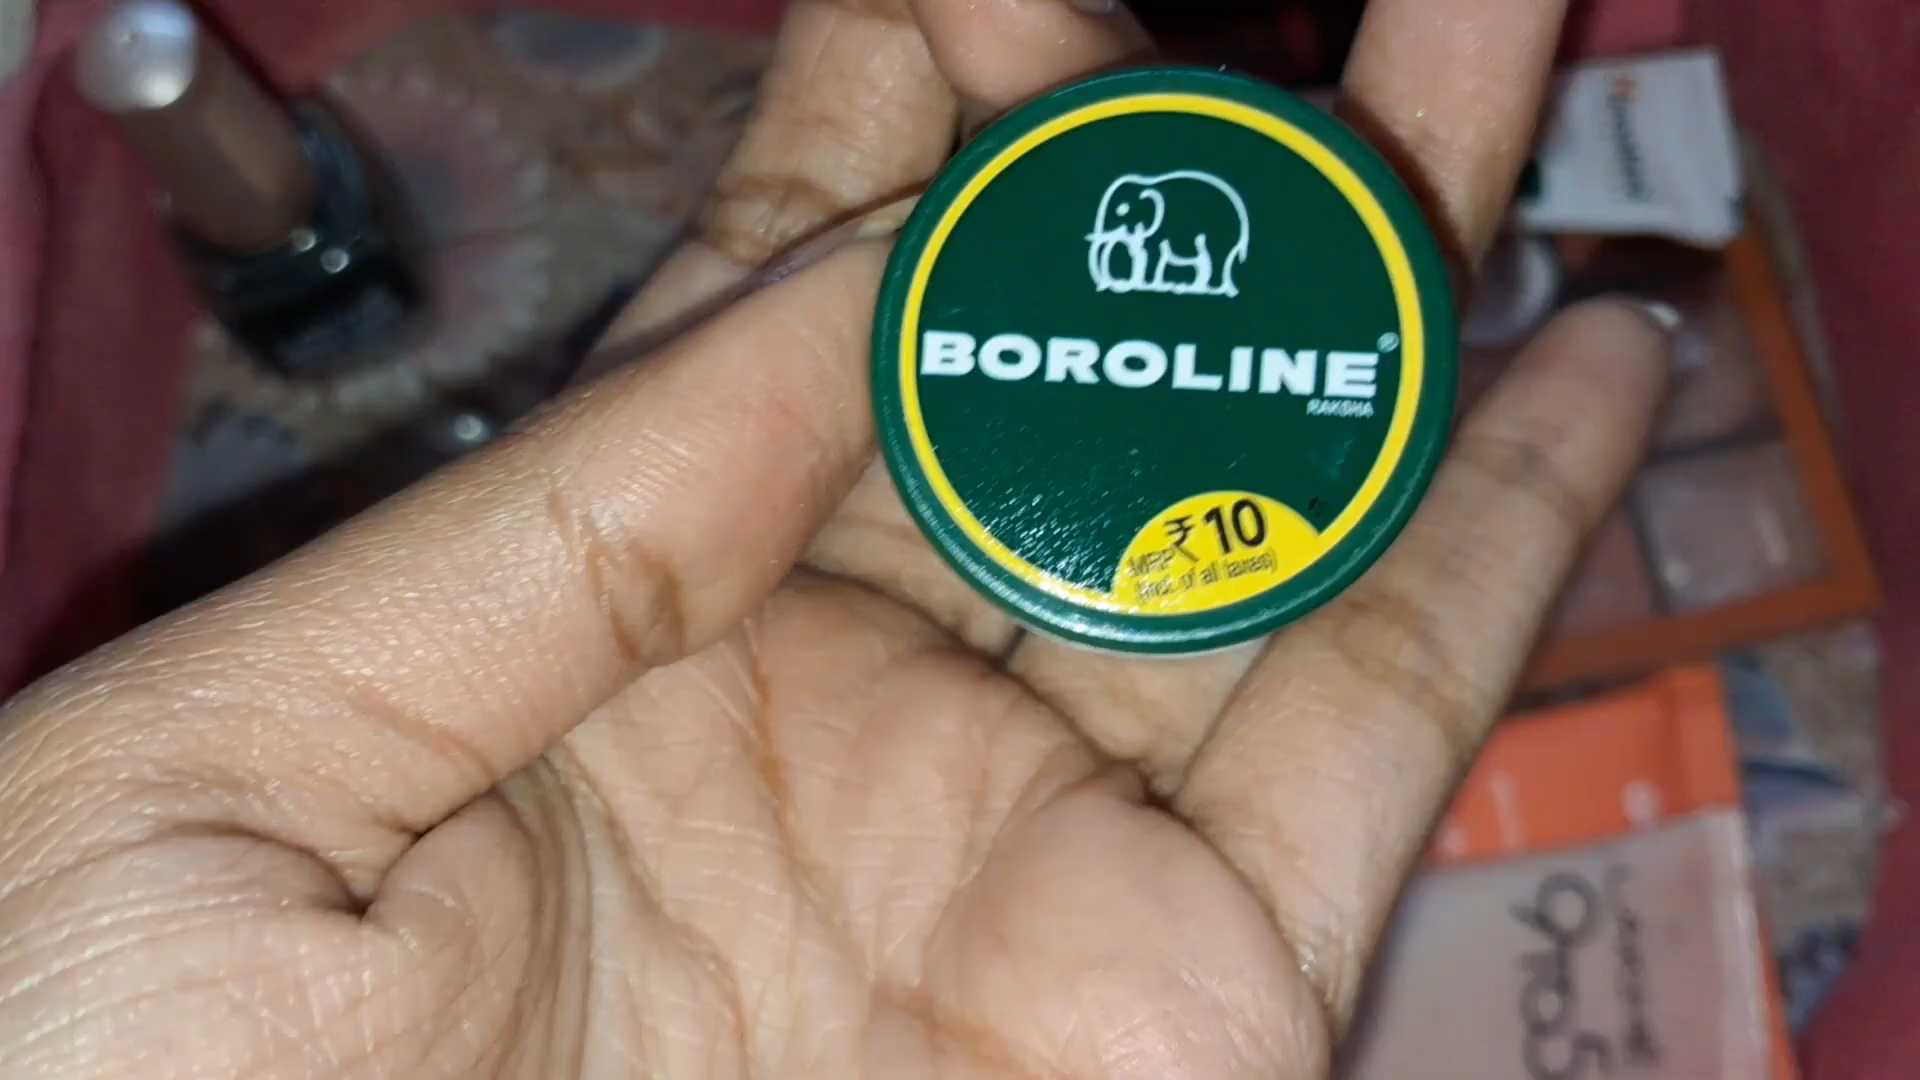 BOROLINE®
RAKSHA
₹10
MRP
(Incl. of all taxes)